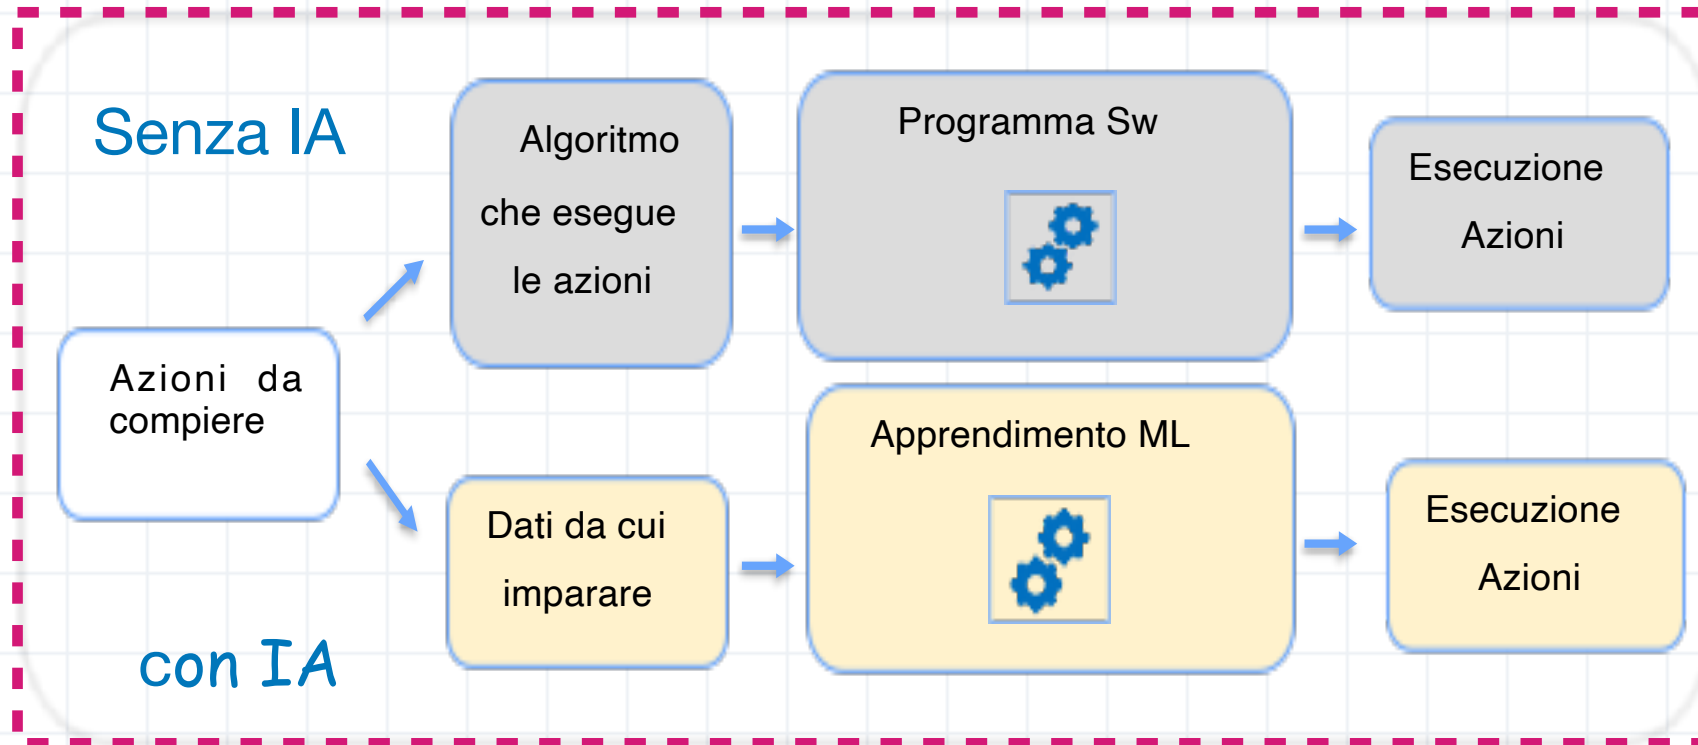 Senza IA
Algoritmo
che esegue
le azioni
Programma Sw
Esecuzione
Azioni
Azioni da
compiere
Dati da cui
imparare
Apprendimento ML
Esecuzione
Azioni
con IA